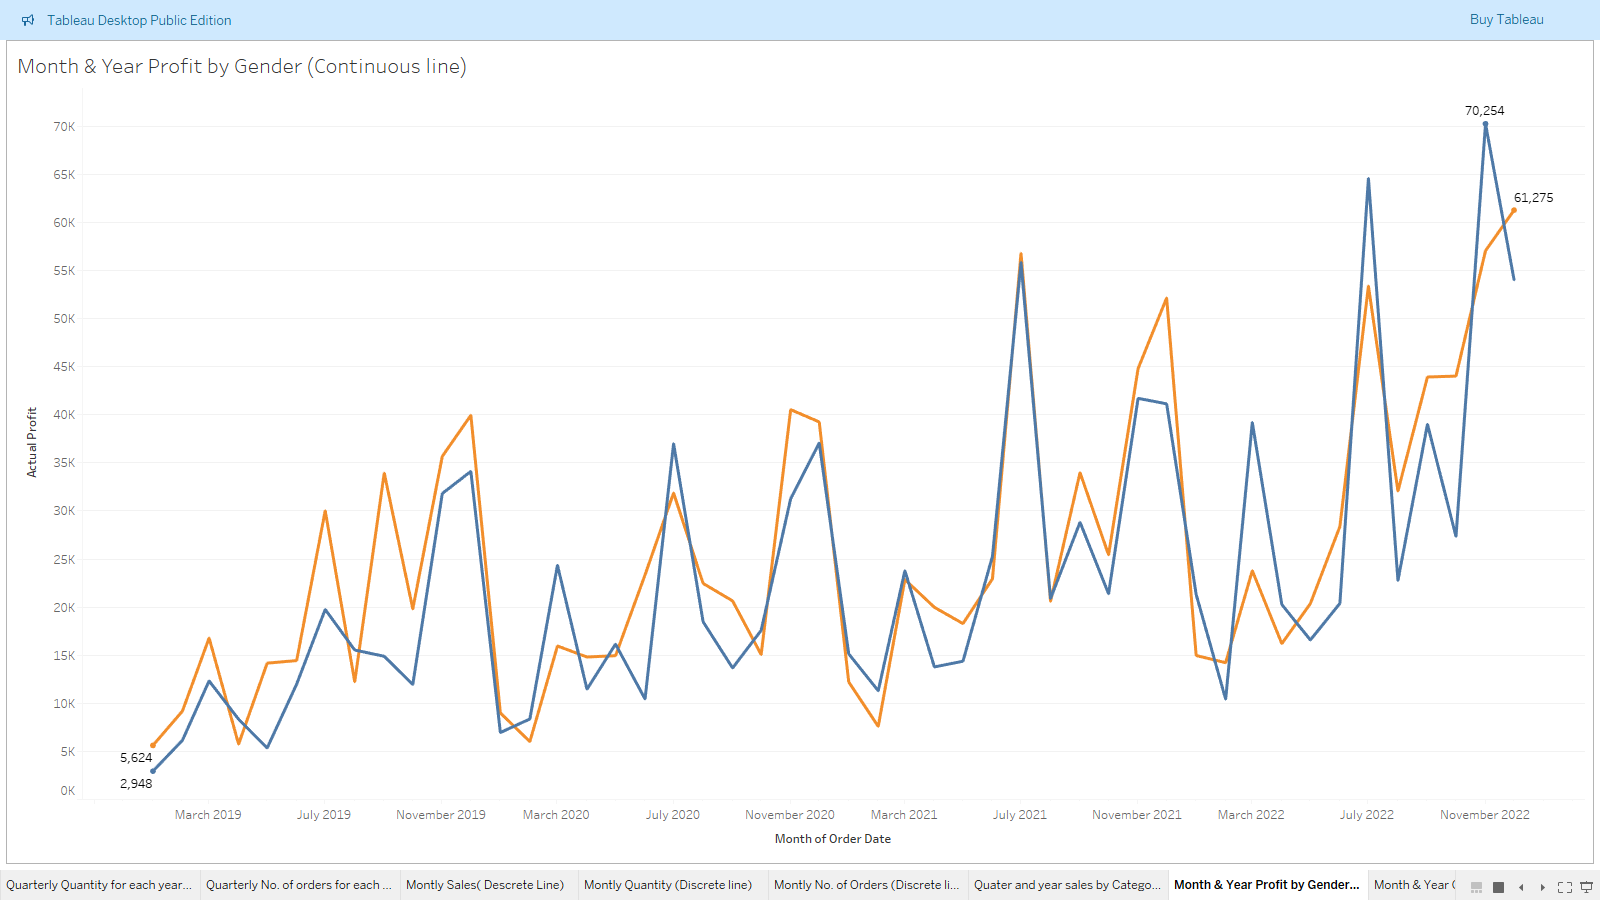 Tableau Desktop Public Edition
Buy Tableau
Month & Year Profit by Gender (Continuous line)
70,254
70K
65K
61,275
60K
55K
50K
45K
40K
Actual Profit
35K
30K
25K
20K
15K
10K
5K
5,624
2,948
0K
March 2019 July 2019 November 2019 March 2020 July 2020 November 2020 March 2021 July 2021 November 2021 March 2022 July 2022 November 2022
Month of Order Date
Quarterly Quantity for each year... Quarterly No. of orders for each ... Montly Sales( Descrete Line) Montly Quantity (Discrete line) Montly No. of Orders (Discrete li... Quater and year sales by Catego... Month & Year Profit by Gender... Month & Year